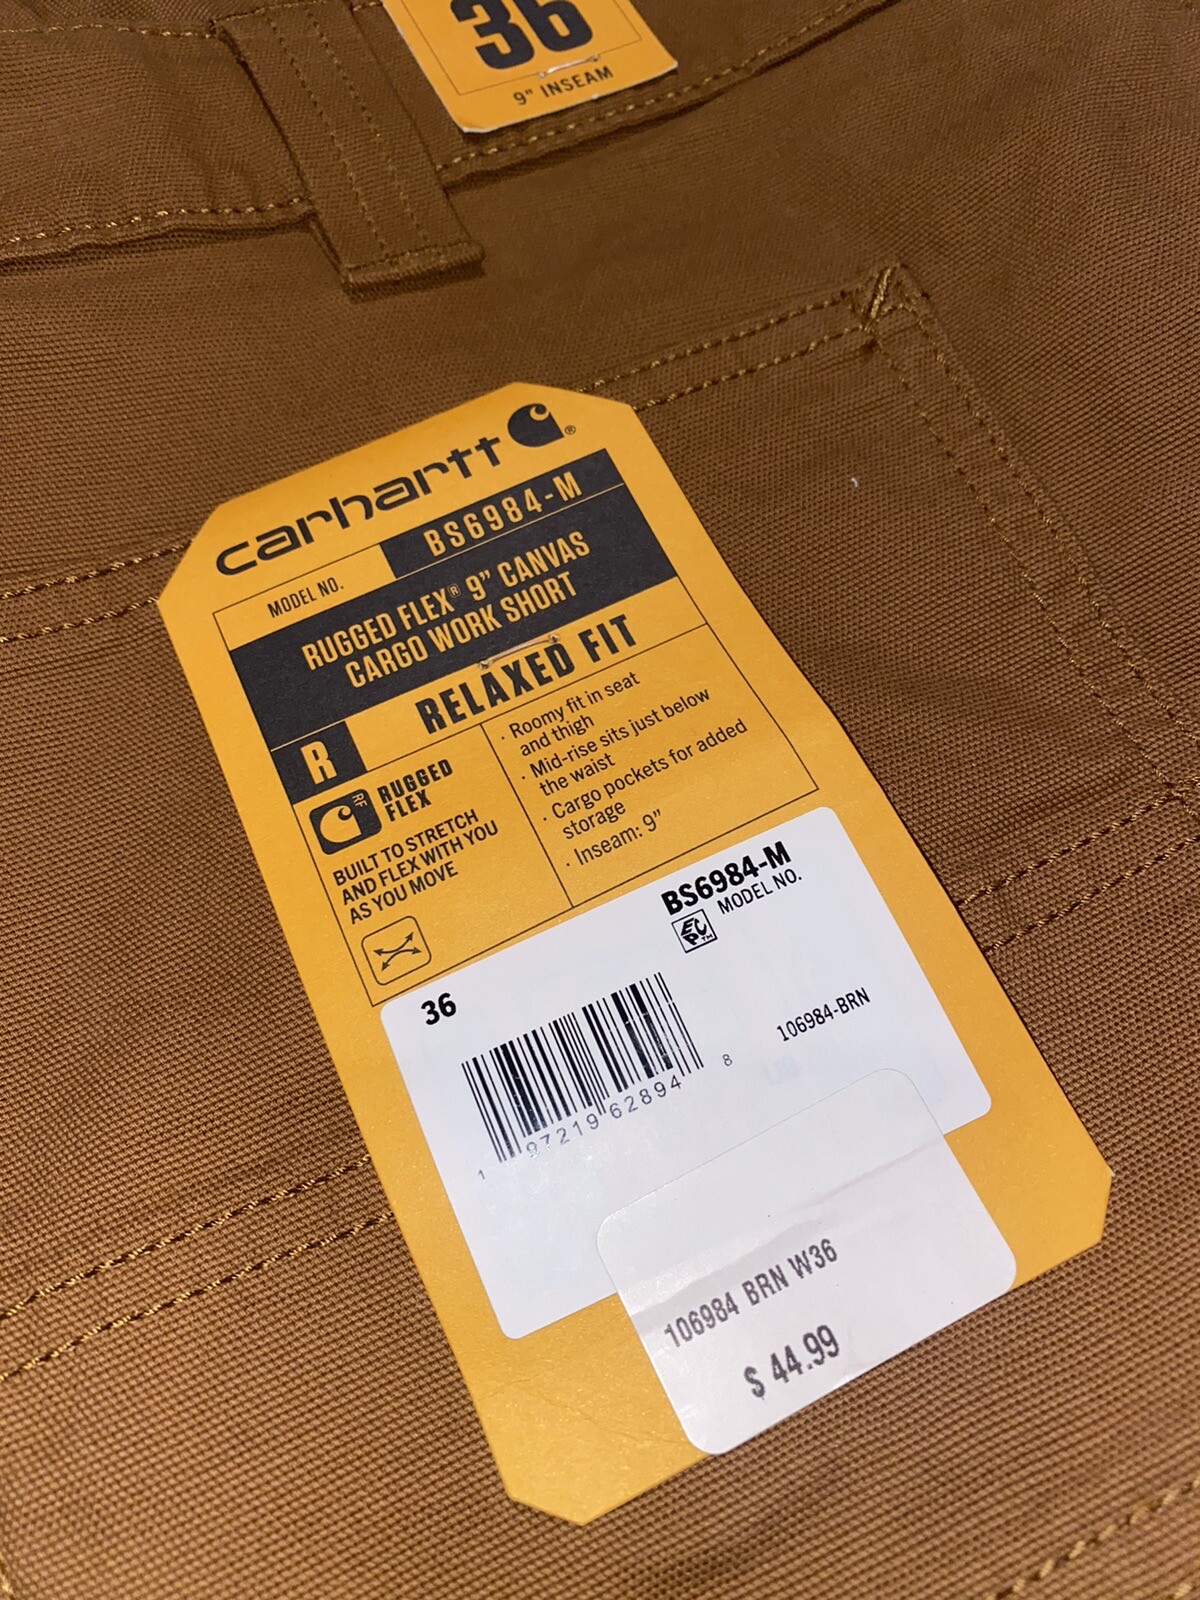 36
9" INSEAM
carhartt ®
MODEL NO. BS6984-M
RUGGED FLEX® 9" CANVAS
CARGO WORK SHORT
R RELAXED FIT
RF
RUGGED
FLEX
BUILT TO STRETCH
AND FLEX WITH YOU
AS YOU MOVE
· Roomy fit in seat
and thigh
· Mid-rise sits just below
the waist
· Cargo pockets for added
storage
· Inseam: 9"
BS6984-M
MODEL NO.
36
106984-BRN
1 97219 62894 8
106984 BRN W36
$ 44.99